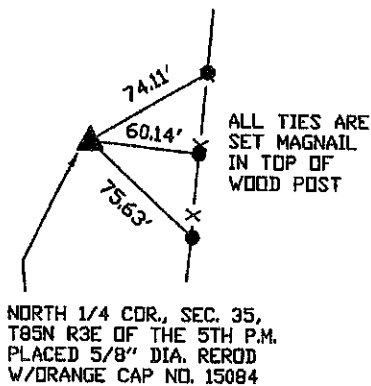 74.11'
60.14'
75.63'
ALL TIES ARE
SET MAGNAIL
IN TOP OF
WOOD POST
NORTH 1/4 COR., SEC. 35,
T85N R3E OF THE 5TH P.M.
PLACED 5/8" DIA. REROD
W/ORANGE CAP NO. 15084